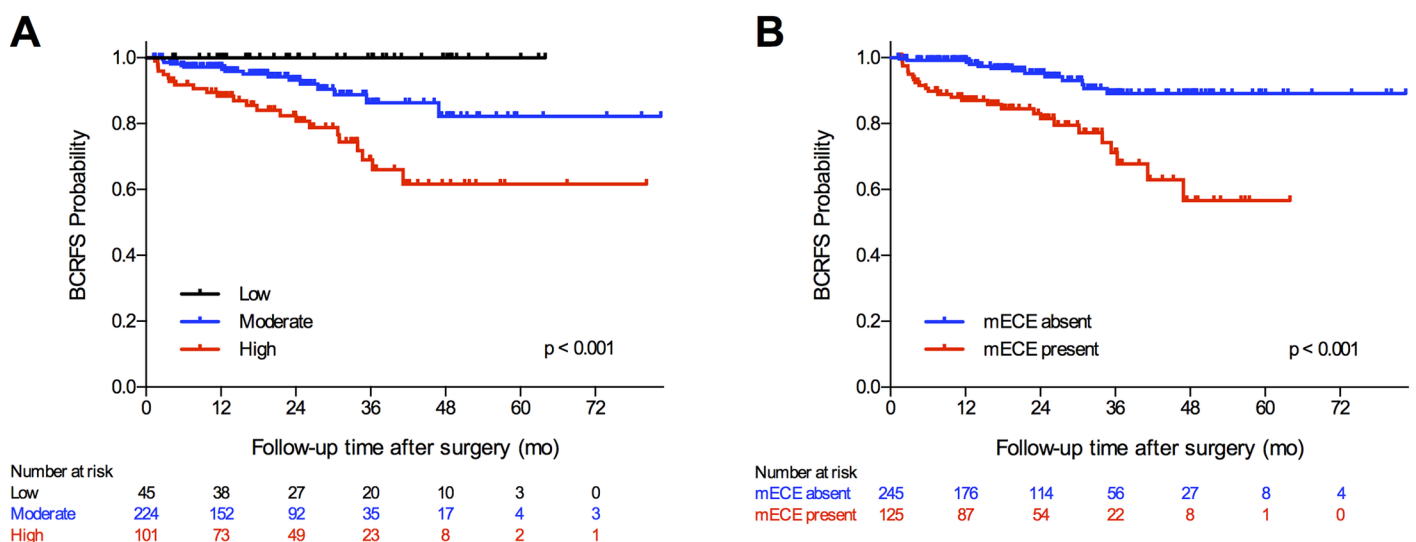 A
1.0
0.8
0.6
0.4
0.2
0.0
BCRFS Probability
Low
Moderate
High
p < 0.001
0 12 24 36 48 60 72
Follow-up time after surgery (mo)
Number at risk
Low 45 38 27 20 10 3 0
Moderate 224 152 92 35 17 4 3
High 101 73 49 23 8 2 1
B
1.0
0.8
0.6
0.4
0.2
0.0
BCRFS Probability
mECE absent
mECE present
p < 0.001
0 12 24 36 48 60 72
Follow-up time after surgery (mo)
Number at risk
mECE absent 245 176 114 56 27 8 4
mECE present 125 87 54 22 8 1 0